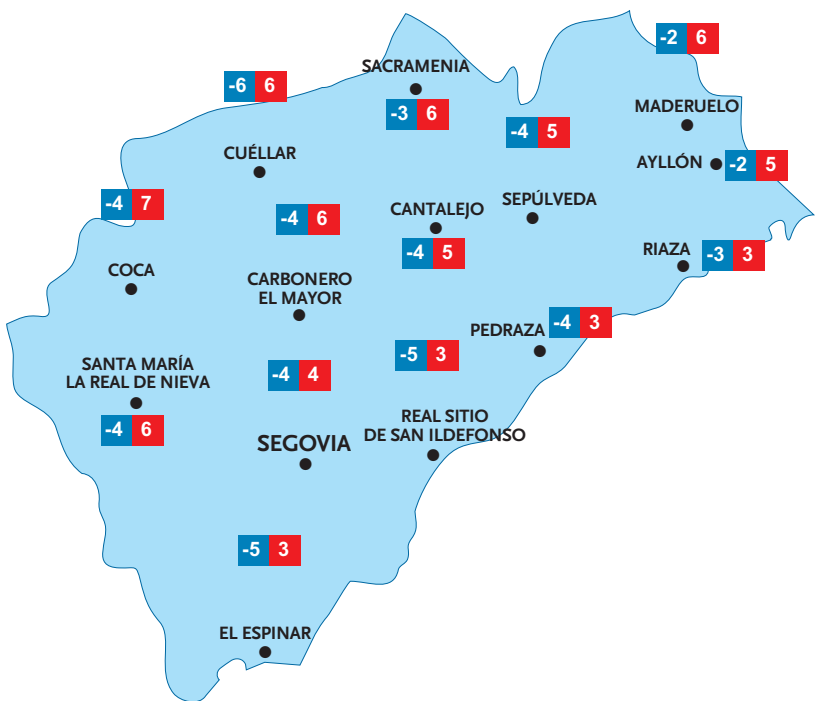 -2 6
SACRAMENIA
-6 6
-3 6
MADERUELO
-4 5
CUÉLLAR
AYLLÓN
-2 5
-4 7
SEPÚLVEDA
CANTALEJO
-4 6
-4 5
RIAZA
-3 3
COCA
CARBONERO
EL MAYOR
-4 3
PEDRAZA
-5 3
SANTA MARÍA
LA REAL DE NIEVA
-4 4
-4 6
REAL SITIO
DE SAN ILDEFONSO
SEGOVIA
-5 3
EL ESPINAR